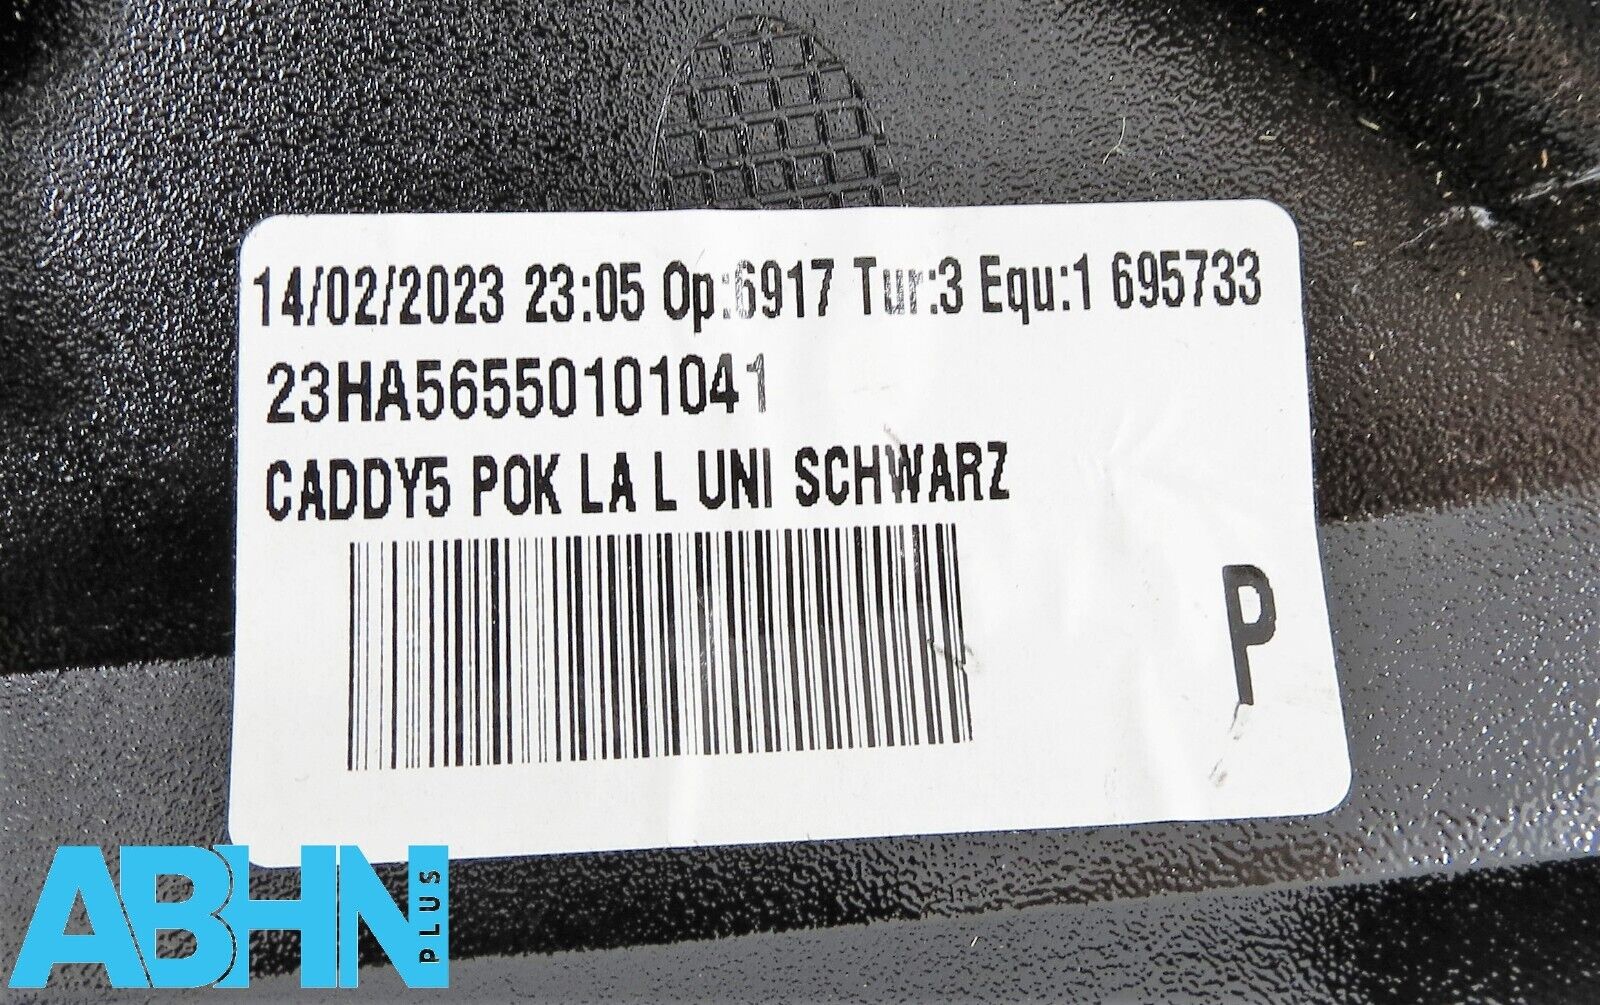 14/02/2023 23:05 Op:6917 Tur:3 Equ:1 695733
23HA56550101041
CADDY5 POK LA L UNI SCHWARZ
P
ABHN PLUS